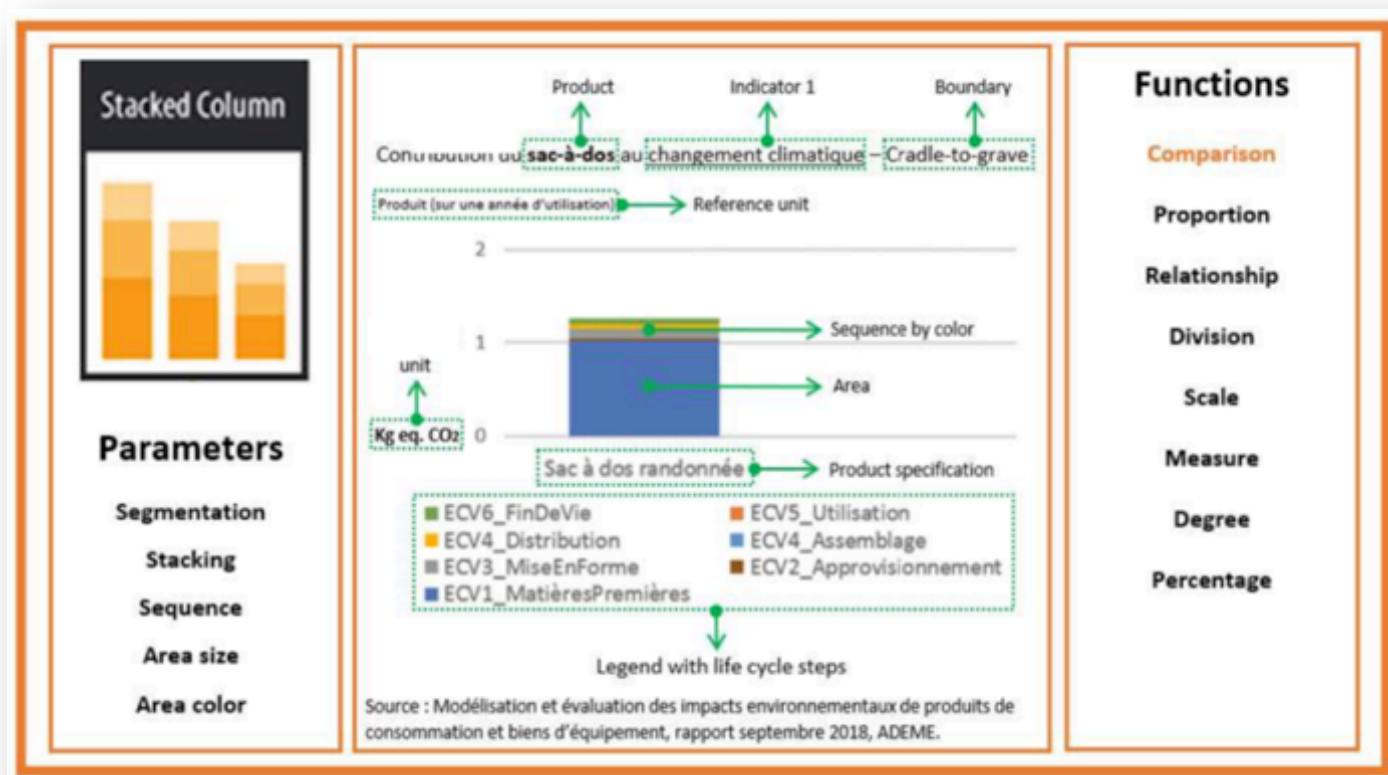 Stacked Column
Parameters
Segmentation
Stacking
Sequence
Area size
Area color
Product
Indicator 1
Boundary
Contribution du sac-à-dos au changement climatique – Cradle-to-grave
Produit (sur une année d'utilisation)
Reference unit
2
Sequence by color
1
unit
Area
Kg eq. CO₂
0
Sac à dos randonnée
Product specification
ECV6_FinDeVie
ECV5_Utilisation
ECV4_Distribution
ECV4_Assemblage
ECV3_MiseEnForme
ECV2_Approvisionnement
ECV1_MatièresPremières
Legend with life cycle steps
Source : Modélisation et évaluation des impacts environnementaux de produits de
consommation et biens d'équipement, rapport septembre 2018, ADEME.
Functions
Comparison
Proportion
Relationship
Division
Scale
Measure
Degree
Percentage